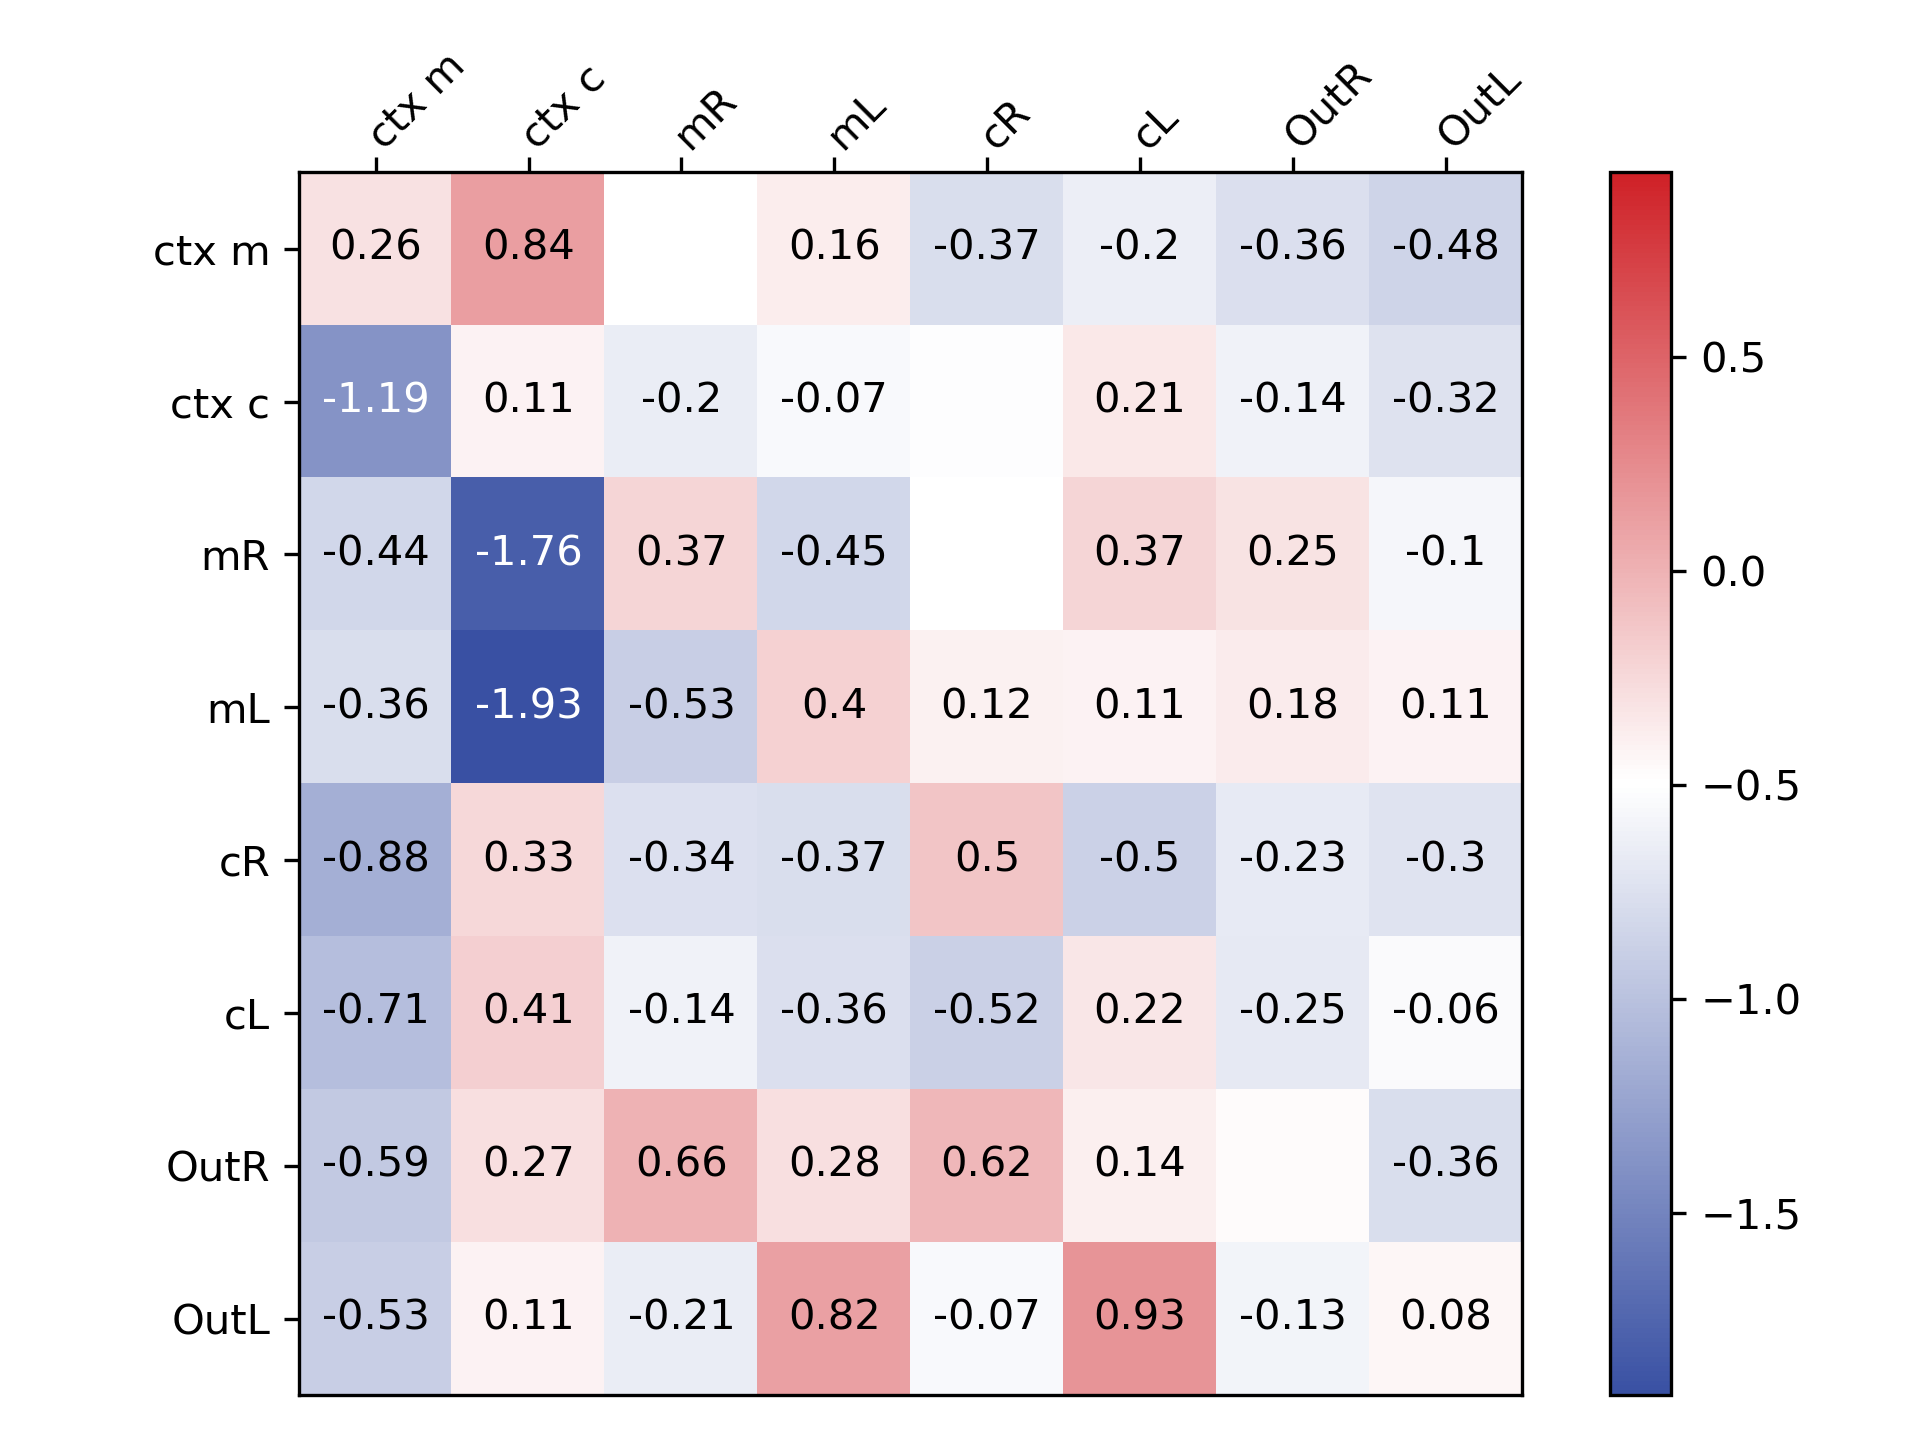 ctx m ctx c mR mL cR cL OutR OutL
ctx m 0.26 0.84 0.16 -0.37 -0.2 -0.36 -0.48
ctx c -1.19 0.11 -0.2 -0.07 0.21 -0.14 -0.32
mR -0.44 -1.76 0.37 -0.45 0.37 0.25 -0.1
mL -0.36 -1.93 -0.53 0.4 0.12 0.11 0.18 0.11
cR -0.88 0.33 -0.34 -0.37 0.5 -0.5 -0.23 -0.3
cL -0.71 0.41 -0.14 -0.36 -0.52 0.22 -0.25 -0.06
OutR -0.59 0.27 0.66 0.28 0.62 0.14 -0.36
OutL -0.53 0.11 -0.21 0.82 -0.07 0.93 -0.13 0.08
0.5
0.0
−0.5
−1.0
−1.5